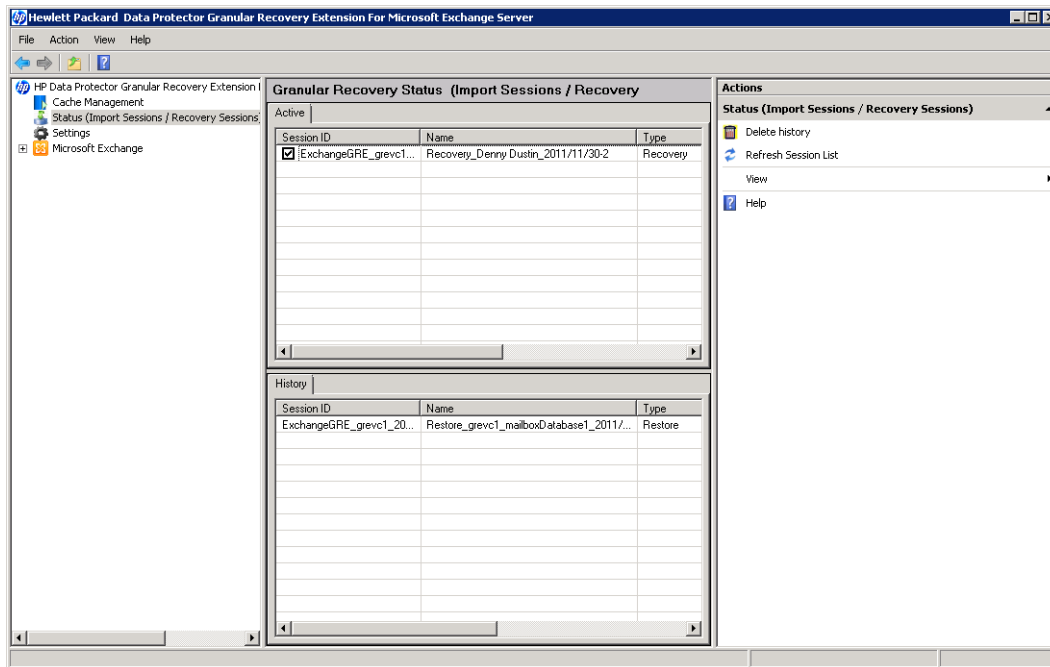 Hewlett Packard Data Protector Granular Recovery Extension For Microsoft Exchange Server
File Action View Help
HP Data Protector Granular Recovery Extension
Cache Management
Status (Import Sessions / Recovery Sessions)
Settings
Microsoft Exchange
Granular Recovery Status (Import Sessions / Recovery
Active
Session ID Name Type
ExchangeGRE_grevc1... Recovery_Denny Dustin_2011/11/30-2 Recovery
History
Session ID Name Type
ExchangeGRE_grevc1_20... Restore_grevc1_mailboxDatabase1_2011/... Restore
Actions
Status (Import Sessions / Recovery Sessions)
Delete history
Refresh Session List
View
Help